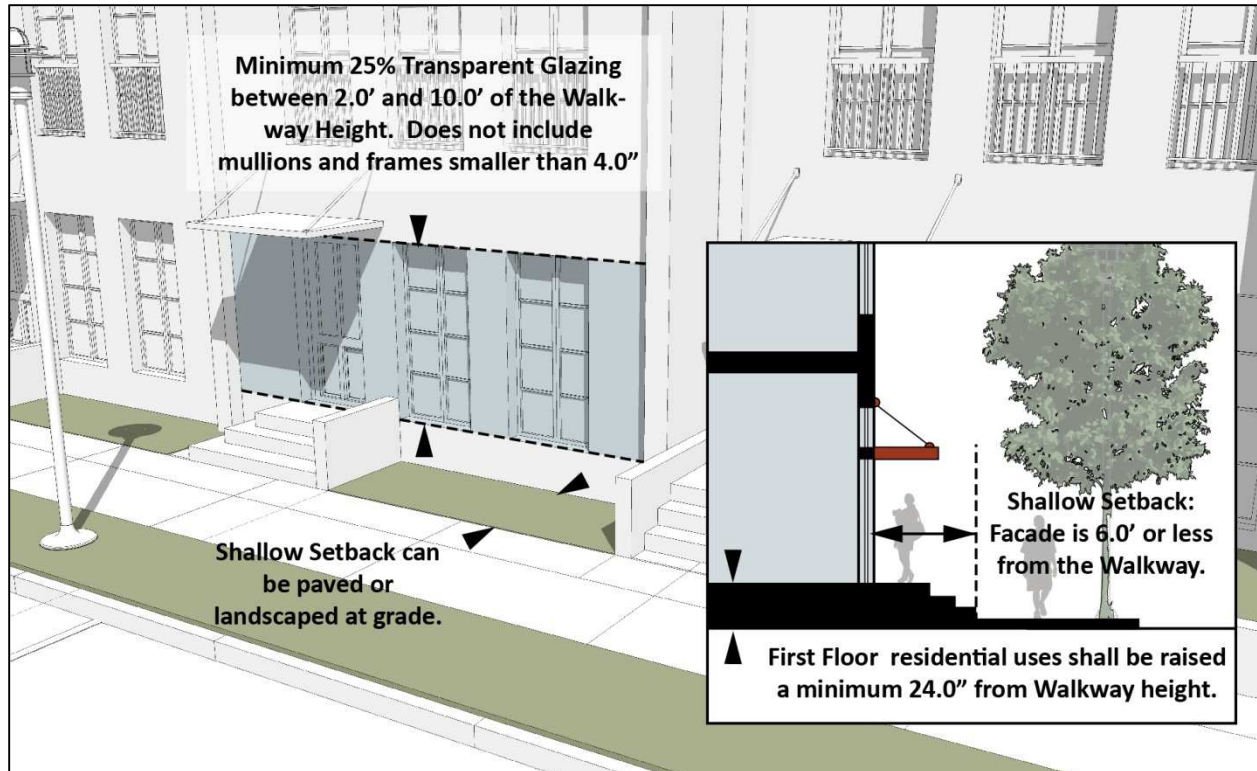 Minimum 25% Transparent Glazing
between 2.0’ and 10.0’ of the Walk-
way Height.  Does not include
mullions and frames smaller than 4.0”
Shallow Setback can
be paved or
landscaped at grade.
Shallow Setback:
Facade is 6.0’ or less
from the Walkway.
First Floor  residential uses shall be raised
a minimum 24.0” from Walkway height.